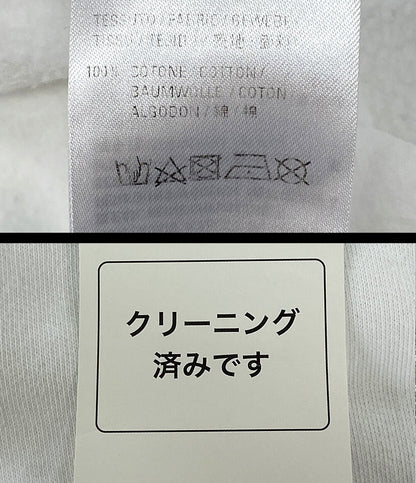 TESSUTO / FABRIC / GEWEBE /
100% COTONE / COTTON /
BAUMWOLLE / COTON
ALGODON / 綿 / 棉
クリーニング
済みです